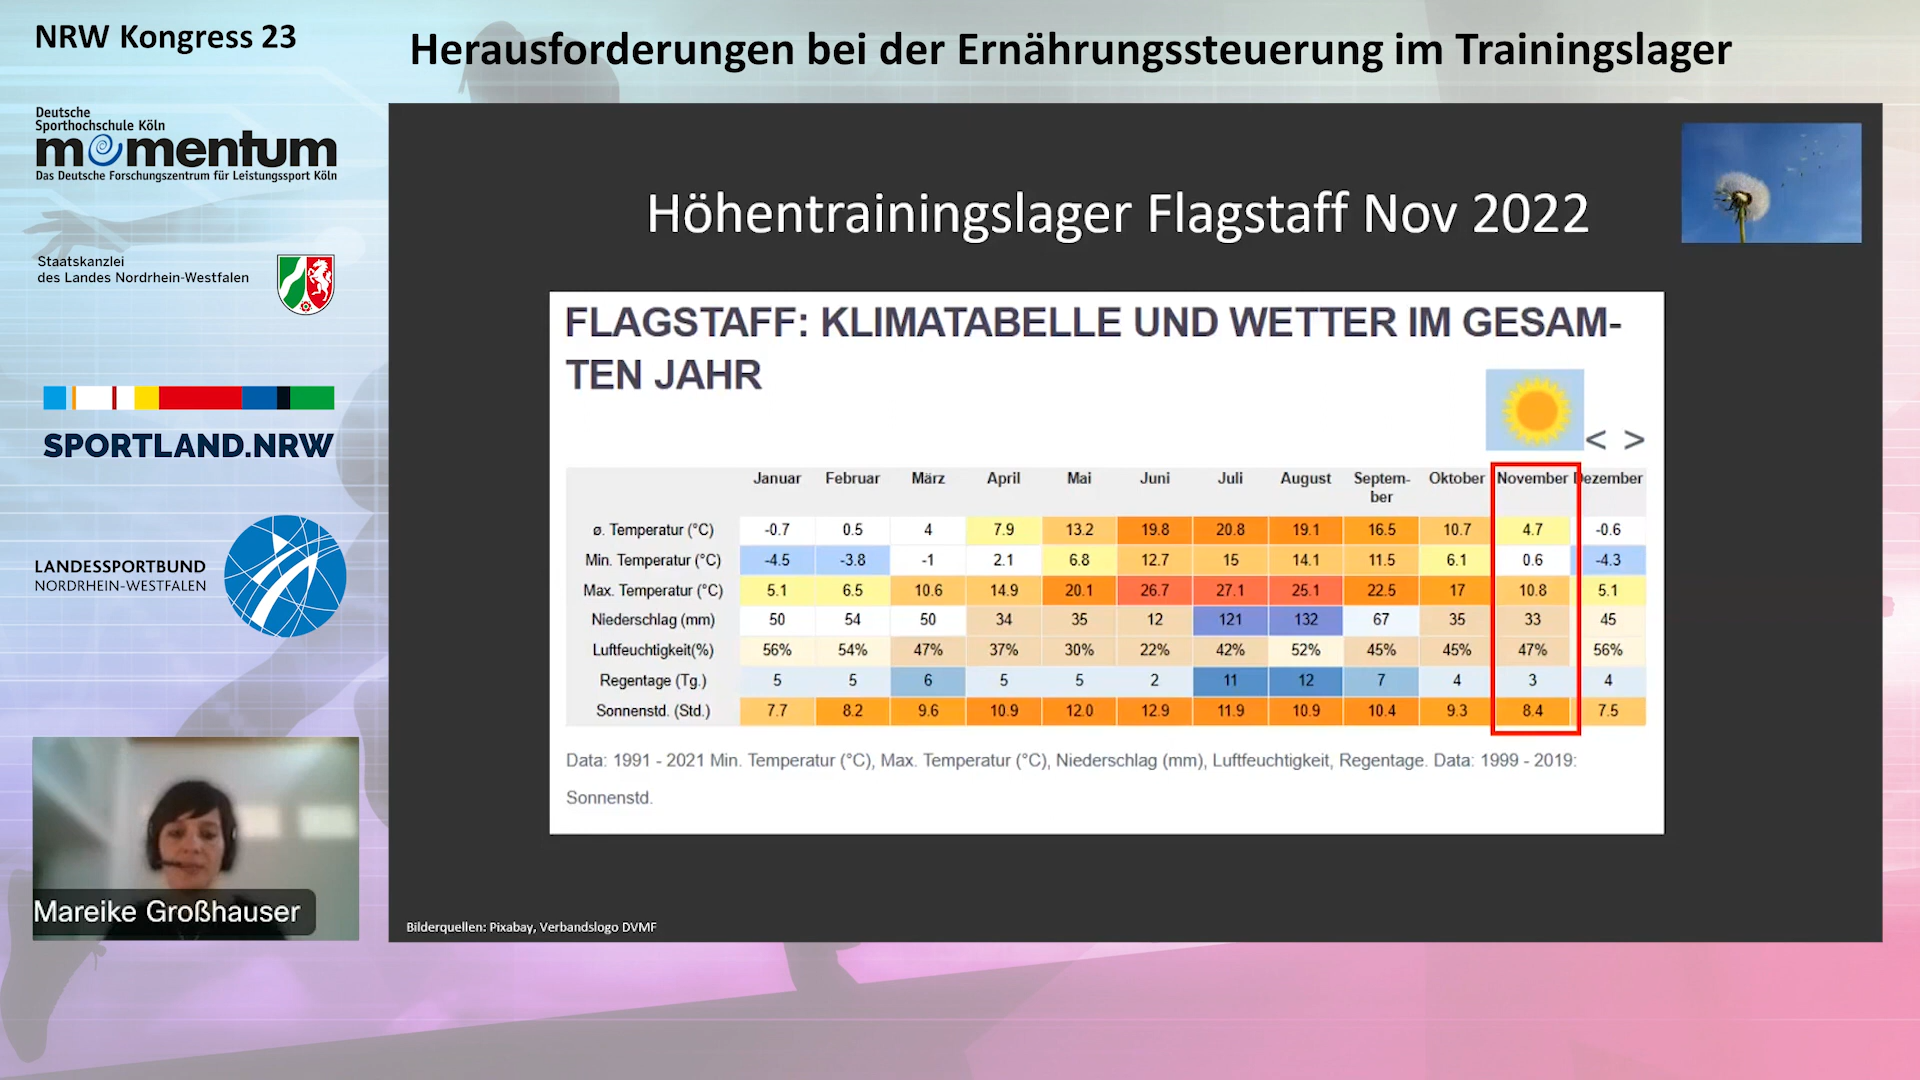 NRW Kongress 23
Herausforderungen bei der Ernährungssteuerung im Trainingslager
Deutsche
Sporthochschule Köln
momentum
Das Deutsche Forschungszentrum für Leistungssport Köln
Staatskanzlei
des Landes Nordrhein-Westfalen
SPORTLAND.NRW
LANDESSPORTBUND
NORDRHEIN-WESTFALEN
Mareike Großhauser
Höhentrainingslager Flagstaff Nov 2022
FLAGSTAFF: KLIMATABELLE UND WETTER IM GESAM-
TEN JAHR
< >
Januar Februar März April Mai Juni Juli August Septem- Oktober November Dezember
ber
ø. Temperatur (°C) -0.7 0.5 4 7.9 13.2 19.8 20.8 19.1 16.5 10.7 4.7 -0.6
Min. Temperatur (°C) -4.5 -3.8 -1 2.1 6.8 12.7 15 14.1 11.5 6.1 0.6 -4.3
Max. Temperatur (°C) 5.1 6.5 10.6 14.9 20.1 26.7 27.1 25.1 22.5 17 10.8 5.1
Niederschlag (mm) 50 54 50 34 35 12 121 132 67 35 33 45
Luftfeuchtigkeit(%) 56% 54% 47% 37% 30% 22% 42% 52% 45% 45% 47% 56%
Regentage (Tg.) 5 5 6 5 5 2 11 12 7 4 3 4
Sonnenstd. (Std.) 7.7 8.2 9.6 10.9 12.0 12.9 11.9 10.9 10.4 9.3 8.4 7.5
Data: 1991 - 2021 Min. Temperatur (°C), Max. Temperatur (°C), Niederschlag (mm), Luftfeuchtigkeit, Regentage. Data: 1999 - 2019:
Sonnenstd.
Bilderquellen: Pixabay, Verbandslogo DVMF